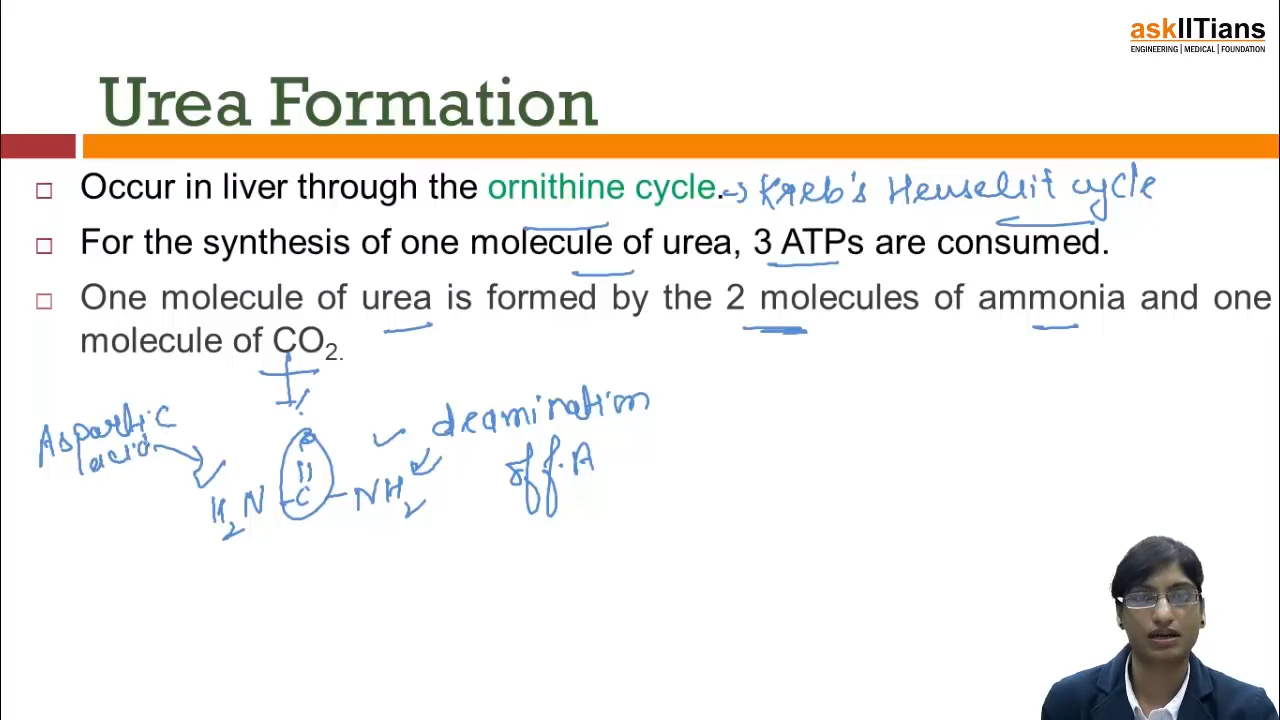 askIITians
ENGINEERING | MEDICAL | FOUNDATION
Urea Formation
Occur in liver through the ornithine cycle. → Kreb's Henseleit cycle
For the synthesis of one molecule of urea, 3 ATPs are consumed.
One molecule of urea is formed by the 2 molecules of ammonia and one
molecule of CO2.
Aspartic
acid
deamination
of f.A
O
H2N - C - NH2